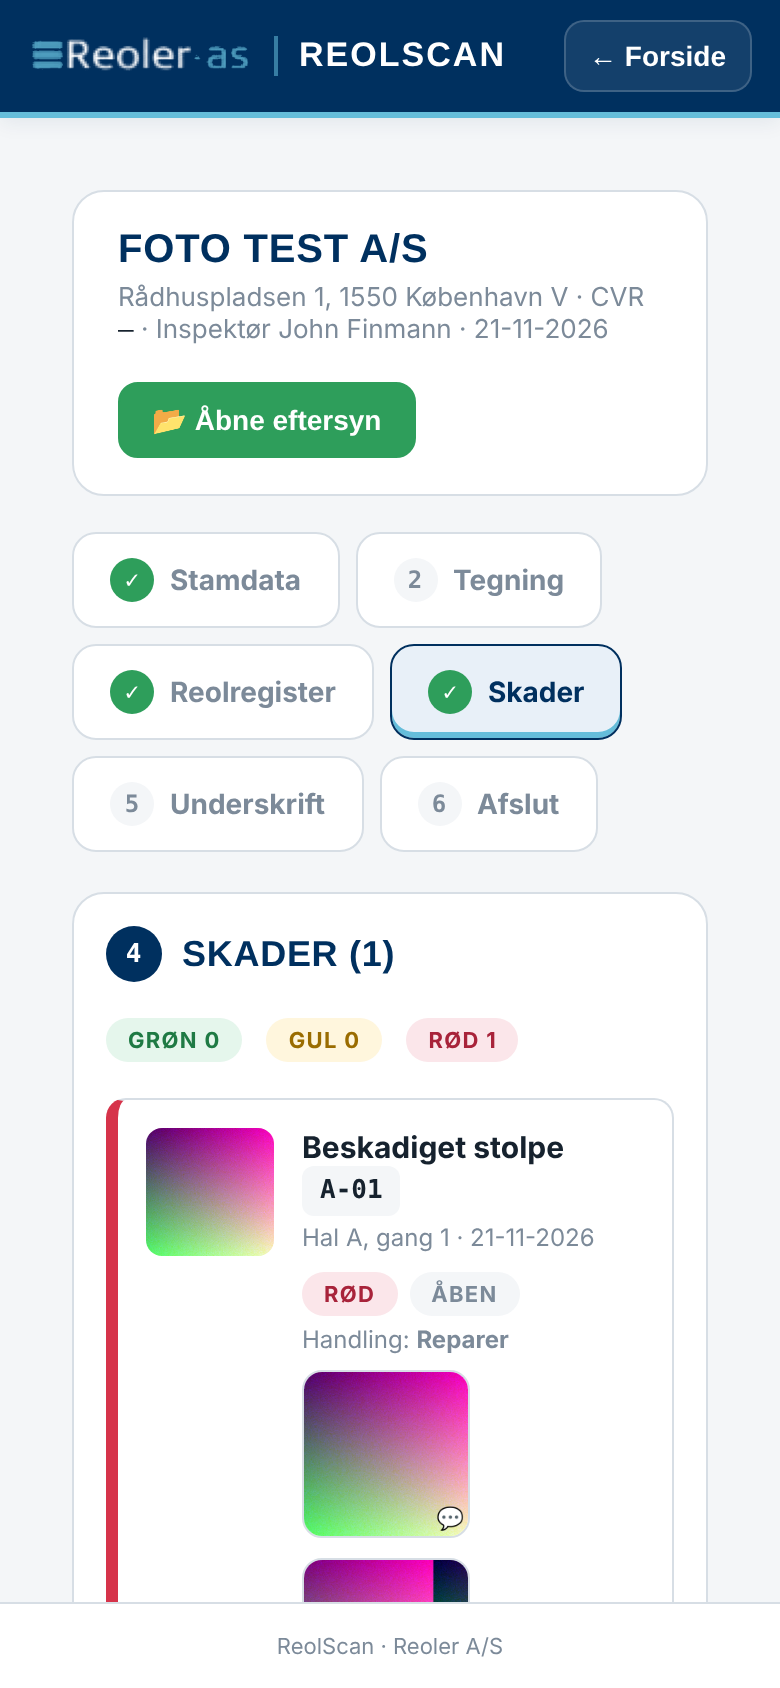 Reoler·as | REOLSCAN
← Forside
FOTO TEST A/S
Rådhuspladsen 1, 1550 København V · CVR
— · Inspektør John Finmann · 21-11-2026
📂 Åbne eftersyn
✓ Stamdata
2 Tegning
✓ Reolregister
✓ Skader
5 Underskrift
6 Afslut
4 SKADER (1)
GRØN 0
GUL 0
RØD 1
Beskadiget stolpe
A-01
Hal A, gang 1 · 21-11-2026
RØD
ÅBEN
Handling: Reparer
ReolScan · Reoler A/S